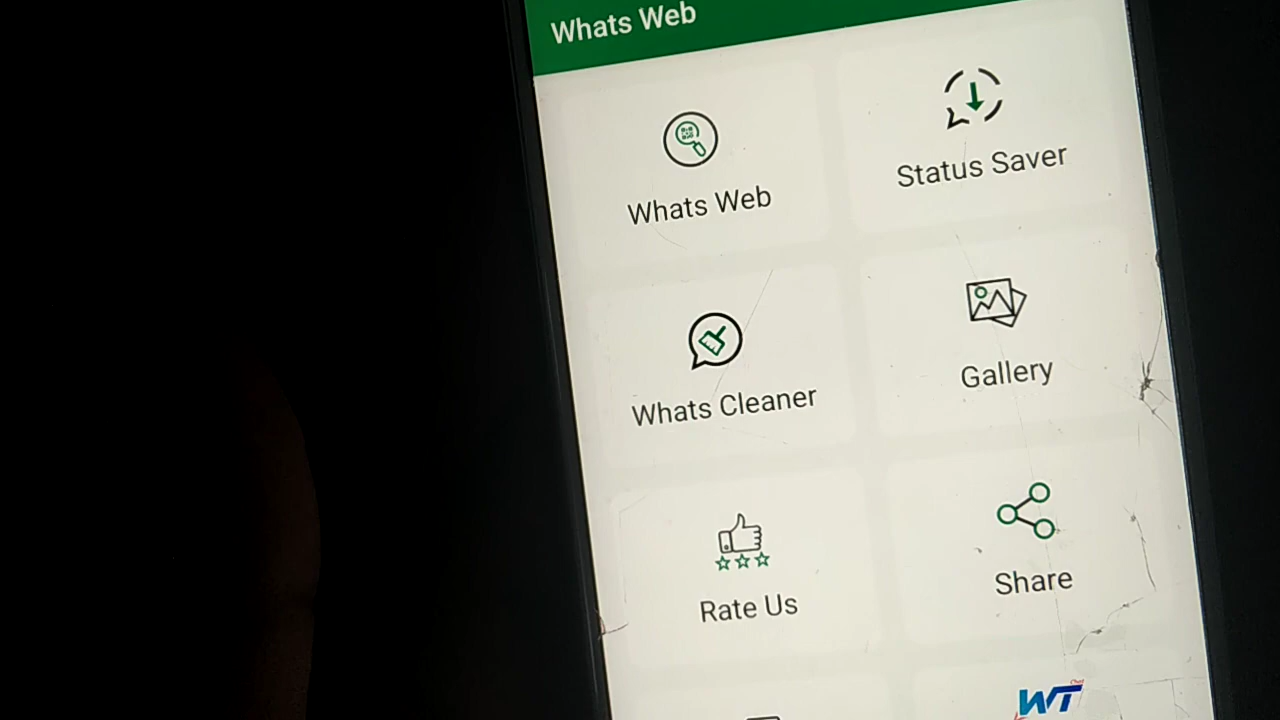 Whats Web
Whats Web
Status Saver
Whats Cleaner
Gallery
Rate Us
Share
WT